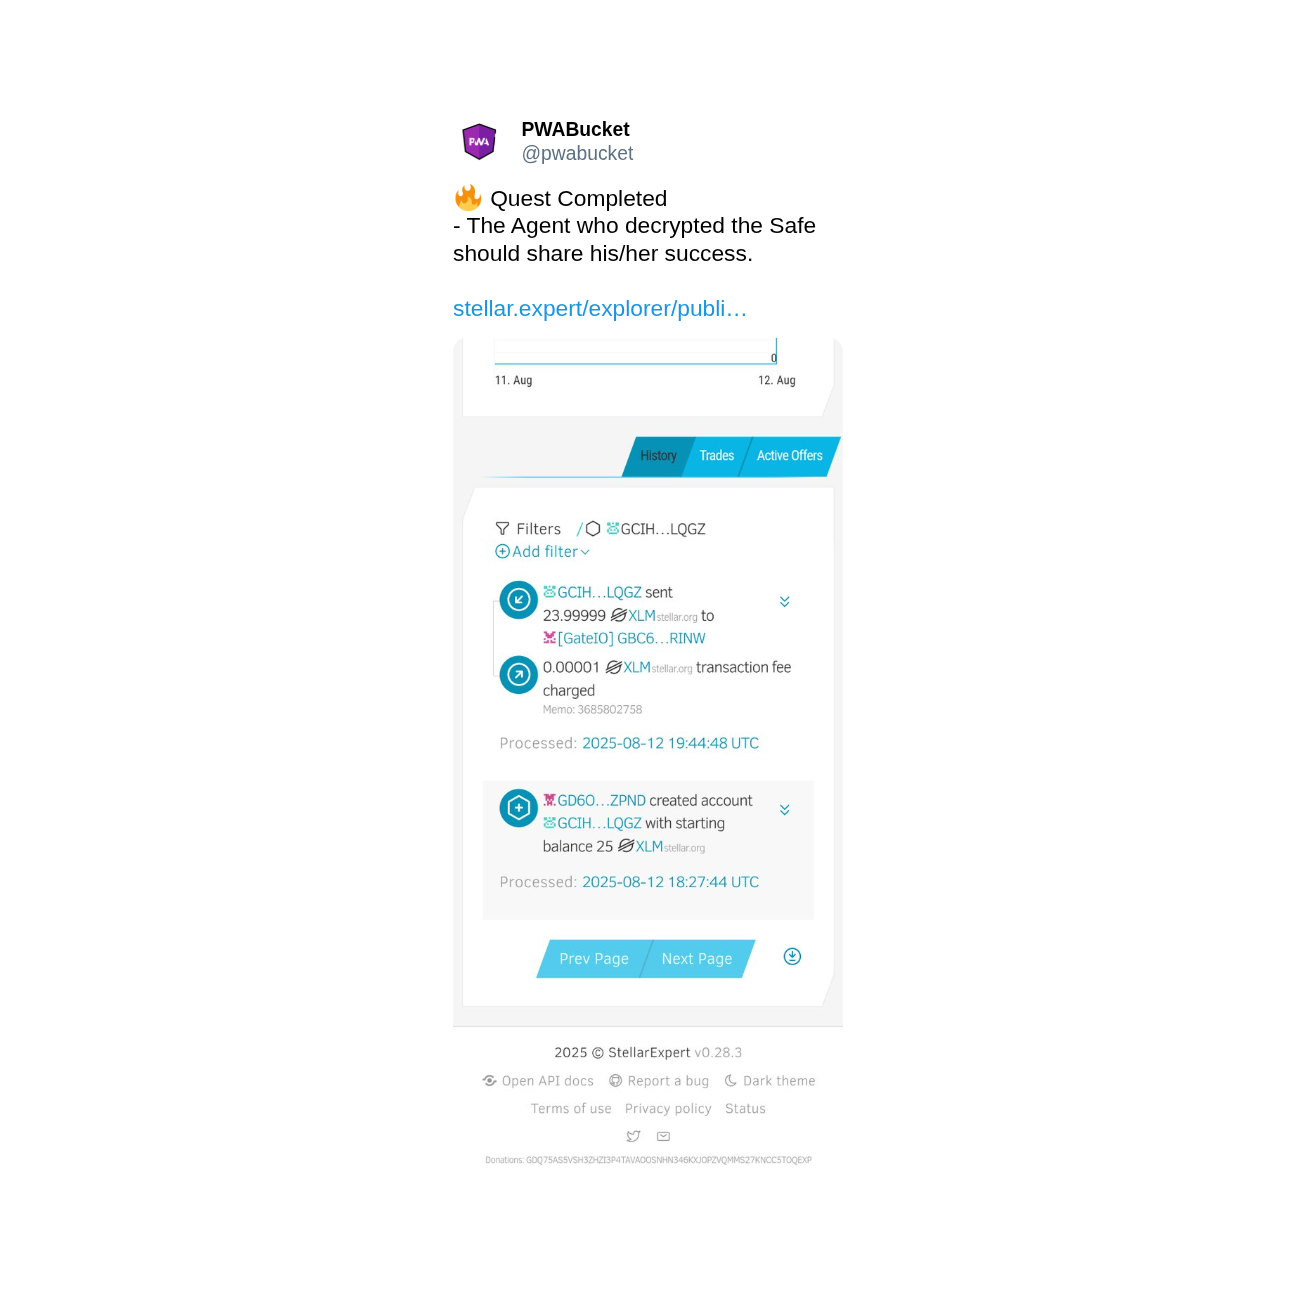 PWA
PWABucket
@pwabucket
🔥 Quest Completed
- The Agent who decrypted the Safe
should share his/her success.
stellar.expert/explorer/publi…
0
11. Aug 12. Aug
History Trades Active Offers
Filters / GCIH…LQGZ
Add filter
GCIH…LQGZ sent
23.99999 XLM stellar.org to
[GateIO] GBC6…RINW
0.00001 XLM stellar.org transaction fee
charged
Memo: 3685802758
Processed: 2025-08-12 19:44:48 UTC
GD6O…ZPND created account
GCIH…LQGZ with starting
balance 25 XLM stellar.org
Processed: 2025-08-12 18:27:44 UTC
Prev Page Next Page
2025 © StellarExpert v0.28.3
Open API docs Report a bug Dark theme
Terms of use Privacy policy Status
Donations: GDQ75AS5VSH3ZHZI3P4TAVAOOSNHN346KXJOPZVQMMS27KNCC5TOQEXP